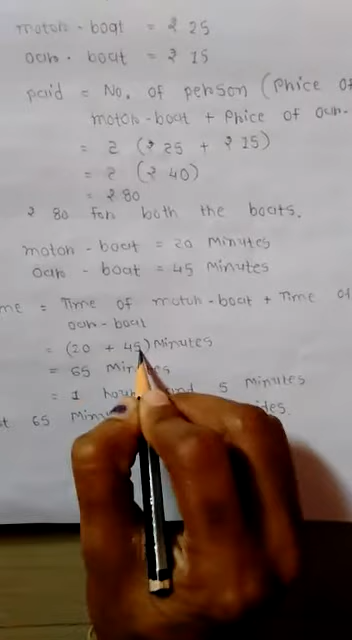 motor-boat = ₹ 25
oar-boat = ₹ 15
paid = No. of person (Price of
motor-boat + Price of oar-
= 2 (₹ 25 + ₹ 15)
= 2 (₹ 40)
= ₹ 80
₹ 80 for both the boats.
motor-boat = 20 Minutes
oar-boat = 45 Minutes
me = Time of motor-boat + Time of
oar-boat
= (20 + 45) Minutes
= 65 Minutes
= 1 hour and 5 Minutes
65